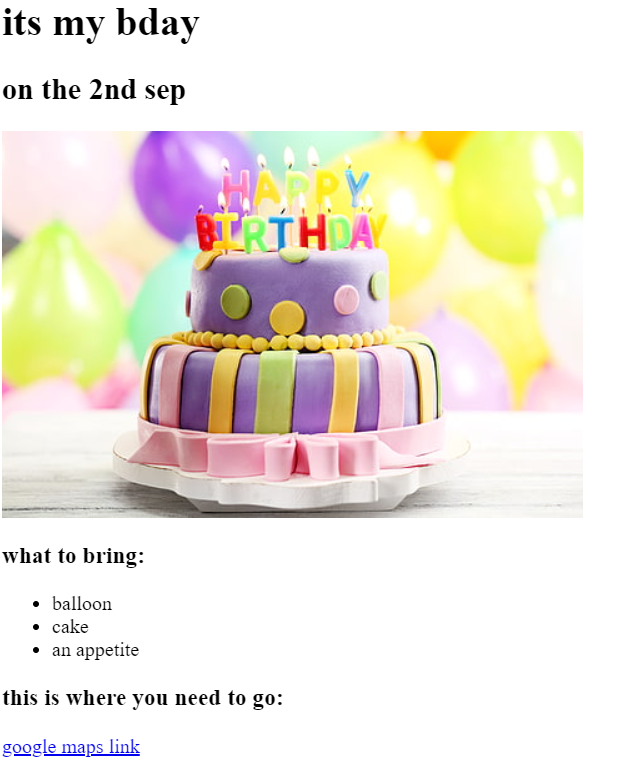 its my bday
on the 2nd sep
HAPPY
BIRTHDAY
what to bring:
balloon
cake
an appetite
this is where you need to go:
google maps link